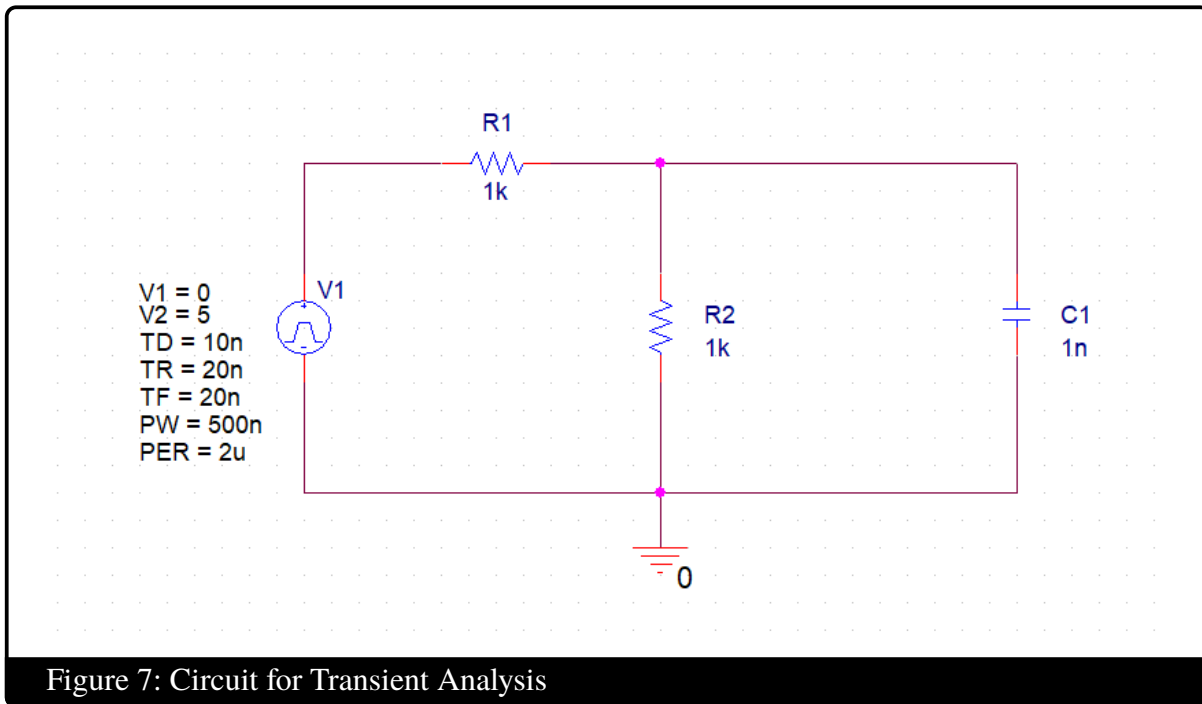 R1
1k
V1 = 0
V2 = 5
TD = 10n
TR = 20n
TF = 20n
PW = 500n
PER = 2u
V1
R2
1k
C1
1n
0
Figure 7: Circuit for Transient Analysis